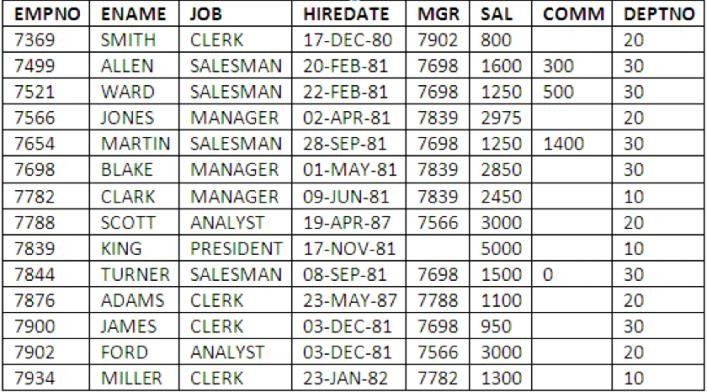 EMPNO ENAME JOB HIREDATE MGR SAL COMM DEPTNO
7369 SMITH CLERK 17-DEC-80 7902 800 20
7499 ALLEN SALESMAN 20-FEB-81 7698 1600 300 30
7521 WARD SALESMAN 22-FEB-81 7698 1250 500 30
7566 JONES MANAGER 02-APR-81 7839 2975 20
7654 MARTIN SALESMAN 28-SEP-81 7698 1250 1400 30
7698 BLAKE MANAGER 01-MAY-81 7839 2850 30
7782 CLARK MANAGER 09-JUN-81 7839 2450 10
7788 SCOTT ANALYST 19-APR-87 7566 3000 20
7839 KING PRESIDENT 17-NOV-81 5000 10
7844 TURNER SALESMAN 08-SEP-81 7698 1500 0 30
7876 ADAMS CLERK 23-MAY-87 7788 1100 20
7900 JAMES CLERK 03-DEC-81 7698 950 30
7902 FORD ANALYST 03-DEC-81 7566 3000 20
7934 MILLER CLERK 23-JAN-82 7782 1300 10